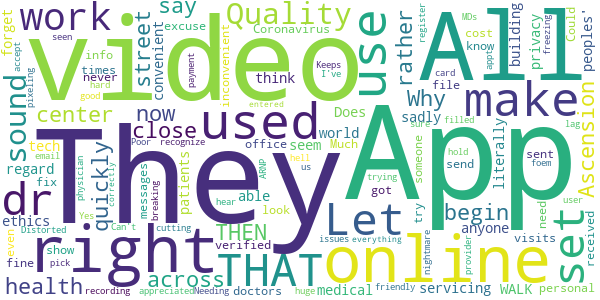 work
say excuse
forget
Coronavirus
Quality
rather
peoples'
MDs
register
seen
accept
pixeling
video
All
privacy
Could
street
convenient
info
times
never
payment
hard
good
use
cost
know
building
apprt
card
file
Keeps
I've
think
inconvenient
sound
center
now
used
Why
make
Ascension
Does
entered
office
close
world
sadly
seem
Much
Poor
recognize
sure
filled
lag
tech
email
regard
fix
quickly
They
App
literally
send
someone
hell
us
trying
hold
sent
foem
messages
breaking
patients
ARNP
able
got
try
need
user
dr
Let
begin
set
ethics
Yes
physician
correctly
THEN
hear
look
anyone
visits
received
Distorted
Can't
cutting
verified
issues
everything
nightmare
provider
even
right
THAT
online
fine
show
pick
health
recording
across
appreciated
Needing
doctors
huge
friendly
medical
servicing
WALK
personal
freezing